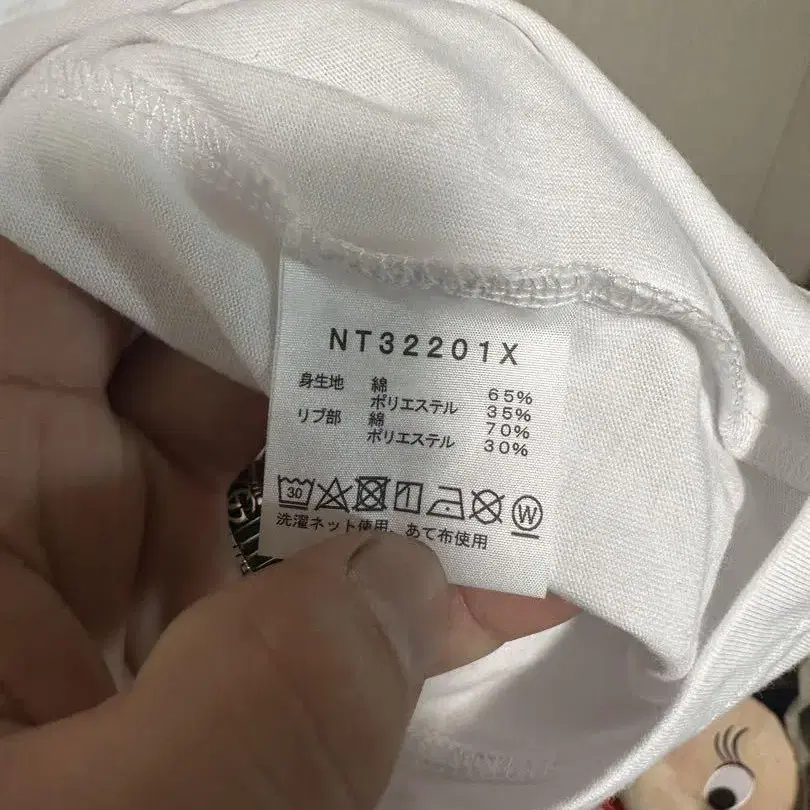 NT32201X
身生地 綿 65%
ポリエステル 35%
リブ部 綿 70%
ポリエステル 30%
30 W
洗濯ネット使用、あて布使用